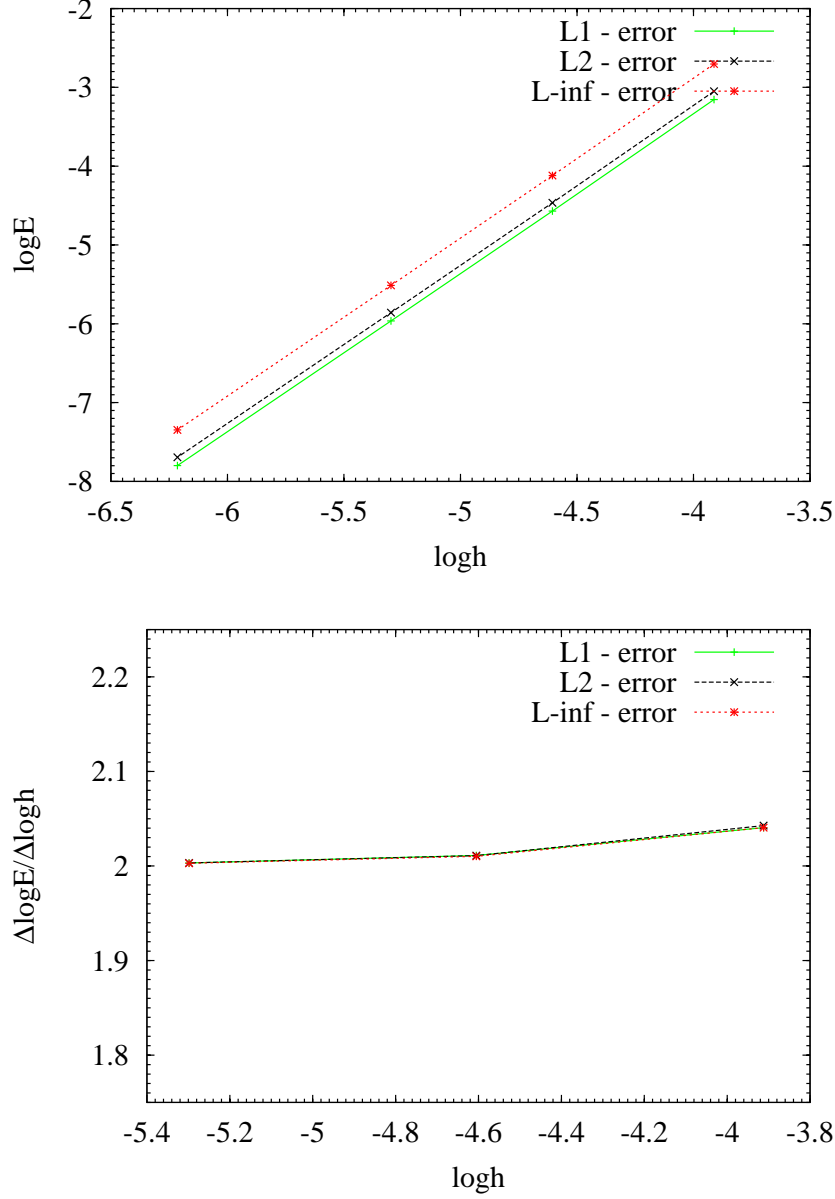 -2
-3
-4
-5
-6
-7
-8
logE
L1 - error
L2 - error
L-inf - error
-6.5 -6 -5.5 -5 -4.5 -4 -3.5
logh
2.2
2.1
2
1.9
1.8
ΔlogE/Δlogh
L1 - error
L2 - error
L-inf - error
-5.4 -5.2 -5 -4.8 -4.6 -4.4 -4.2 -4 -3.8
logh